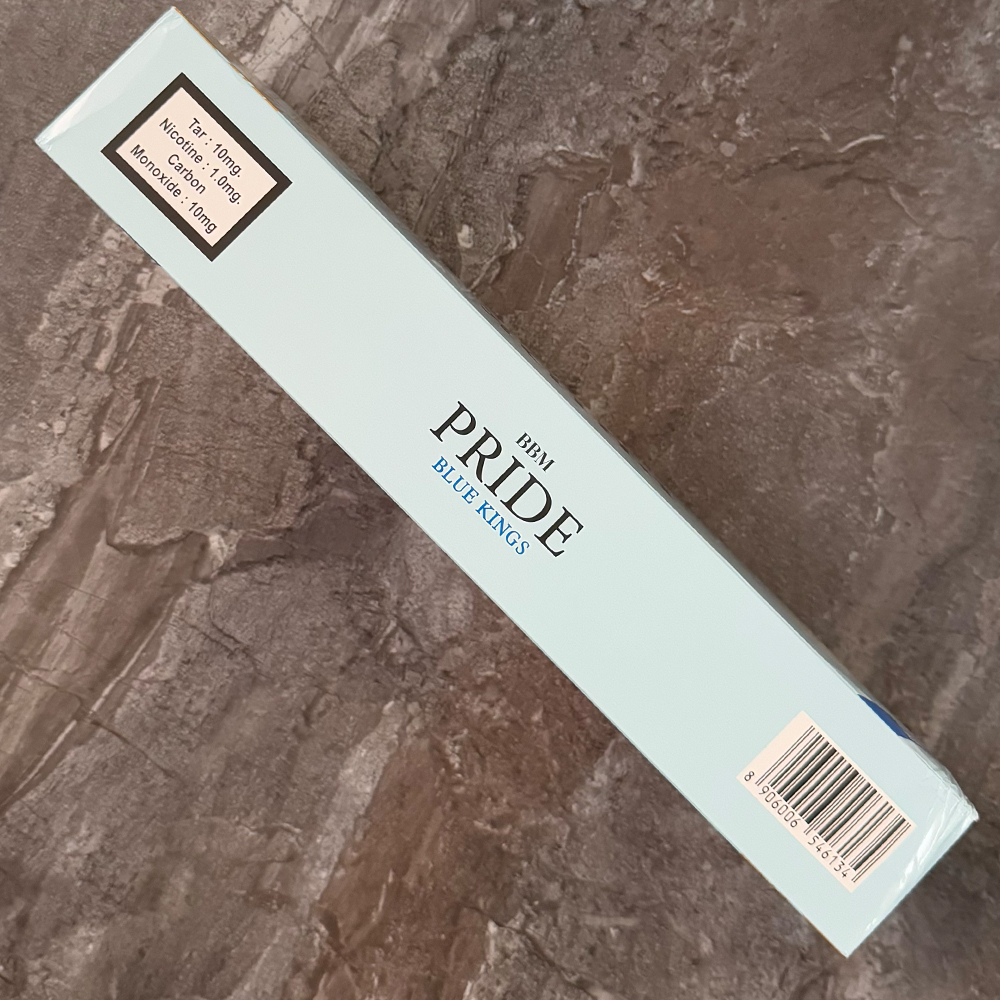 Tar : 10mg.
Nicotine : 1.0mg.
Carbon
Monoxide : 10mg
BBM
PRIDE
BLUE KINGS
8 906006 546134